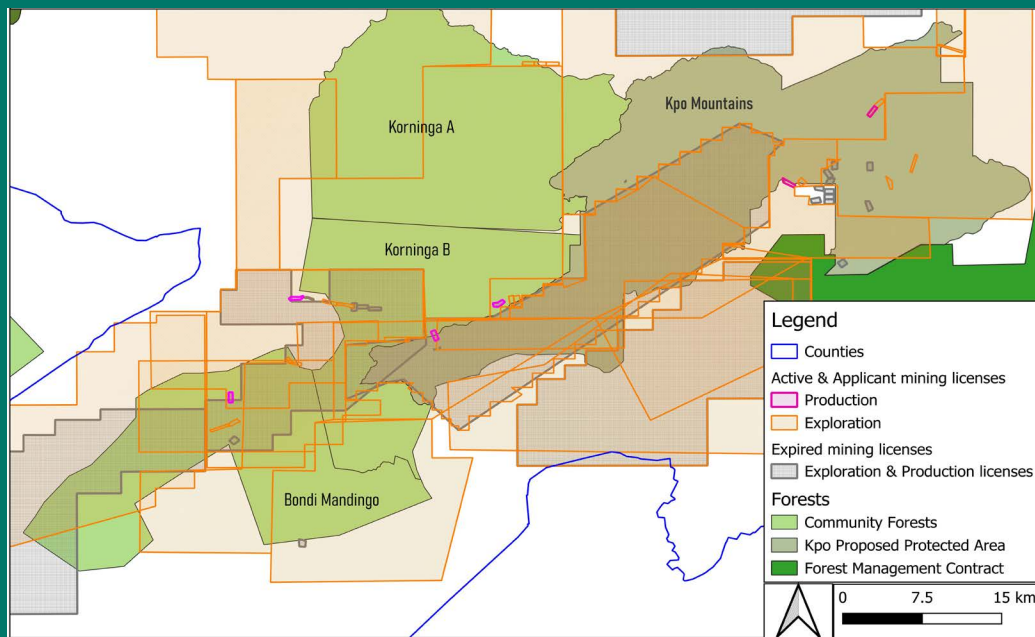 Korninga A
Kpo Mountains
Korninga B
Bondi Mandingo
Legend
Counties
Active & Applicant mining licenses
Production
Exploration
Expired mining licenses
Exploration & Production licenses
Forests
Community Forests
Kpo Proposed Protected Area
Forest Management Contract
0 7.5 15 km